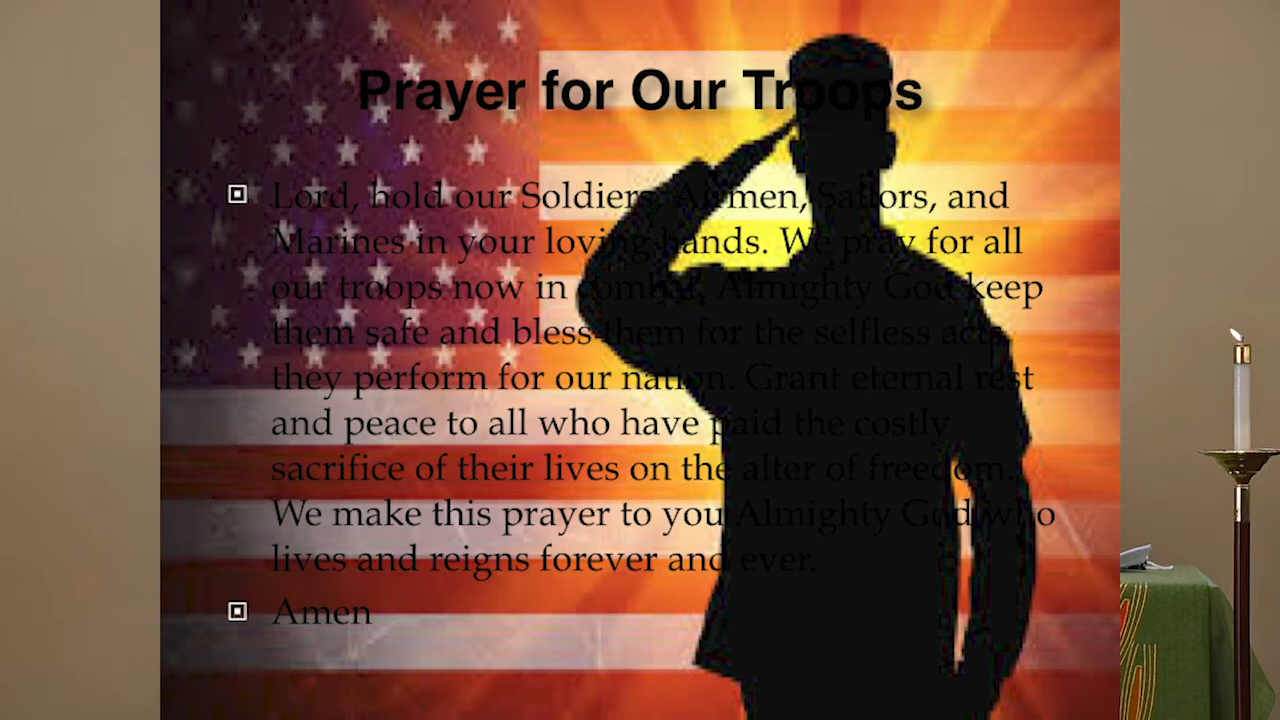 Prayer for Our Troops
Lord, hold our Soldiers, Airmen, Sailors, and
Marines in your loving hands. We pray for all
our troops now in combat, Almighty God keep
them safe and bless them for the selfless acts
they perform for our nation. Grant eternal rest
and peace to all who have paid the costly
sacrifice of their lives on the alter of freedom.
We make this prayer to you Almighty God who
lives and reigns forever and ever.
Amen